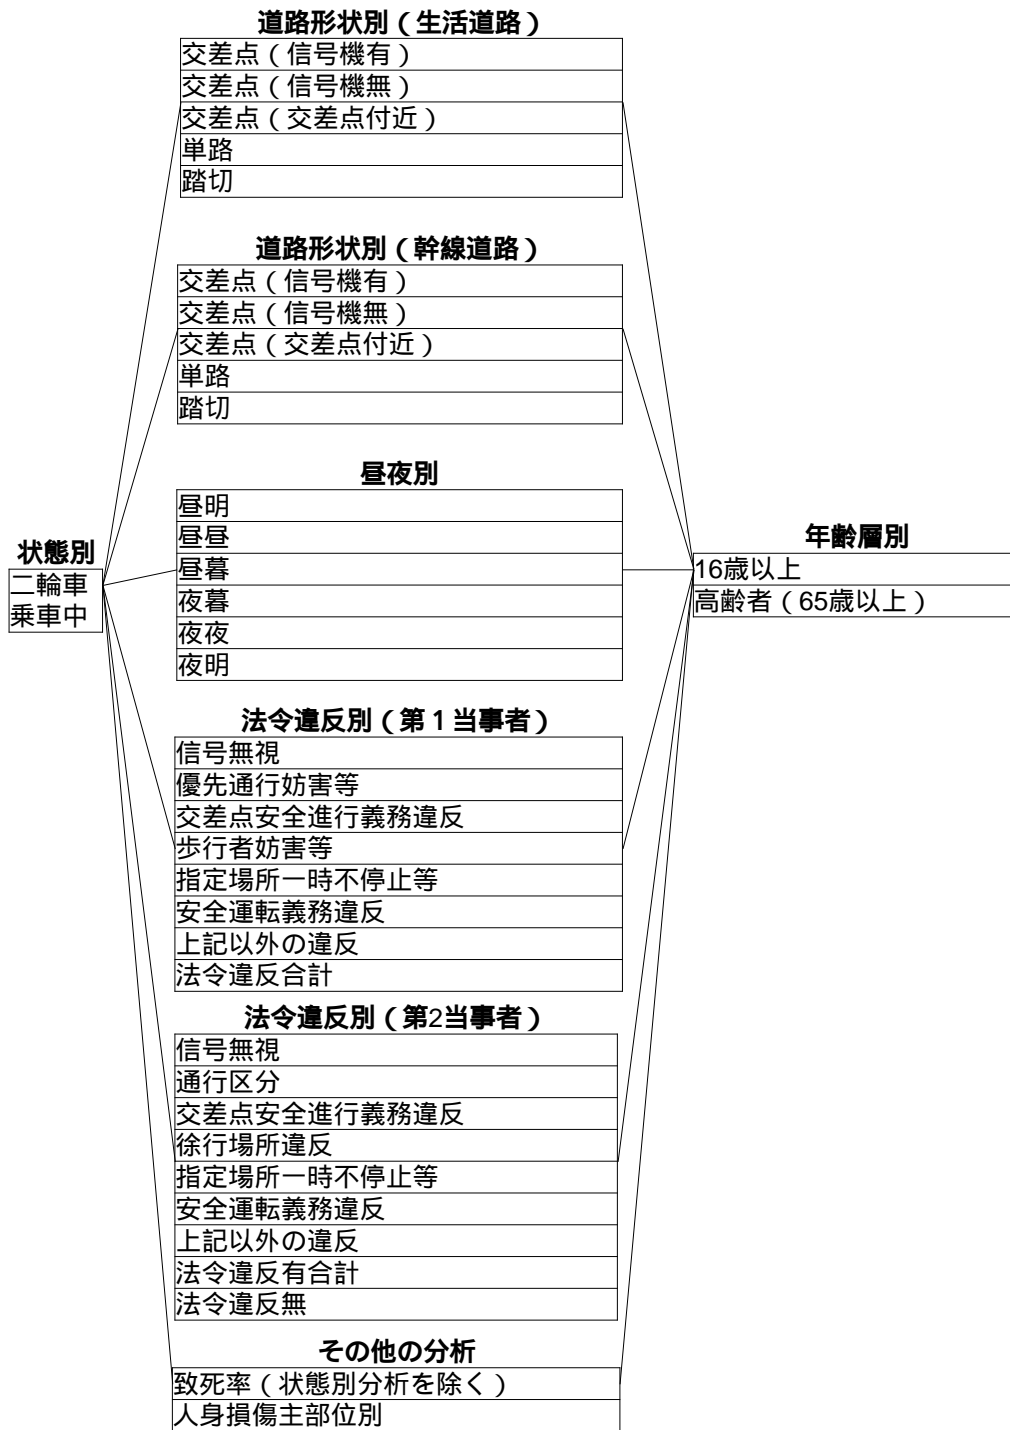 道路形状別（生活道路）
交差点（信号機有）
交差点（信号機無）
交差点（交差点付近）
単路
踏切
道路形状別（幹線道路）
交差点（信号機有）
交差点（信号機無）
交差点（交差点付近）
単路
踏切
昼夜別
昼明
昼昼
昼暮
夜暮
夜夜
夜明
状態別
二輪車
乗車中
年齢層別
16歳以上
高齢者（65歳以上）
法令違反別（第１当事者）
信号無視
優先通行妨害等
交差点安全進行義務違反
歩行者妨害等
指定場所一時不停止等
安全運転義務違反
上記以外の違反
法令違反合計
法令違反別（第2当事者）
信号無視
通行区分
交差点安全進行義務違反
徐行場所違反
指定場所一時不停止等
安全運転義務違反
上記以外の違反
法令違反有合計
法令違反無
その他の分析
致死率（状態別分析を除く）
人身損傷主部位別